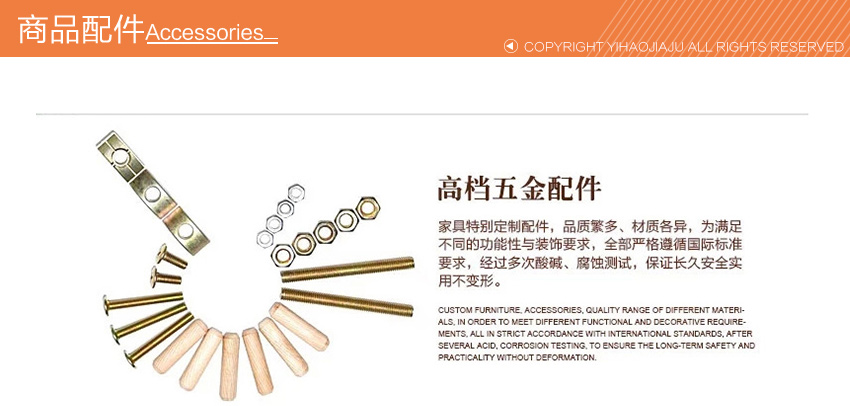 商品配件Accessories
COPYRIGHT YIHAOJIAJU ALL RIGHTS RESERVED
高档五金配件
家具特别定制配件，品质繁多、材质各异，为满足
不同的功能性与装饰要求，全部严格遵循国际标准
要求，经过多次酸碱、腐蚀测试，保证长久安全实
用不变形。
CUSTOM FURNITURE, ACCESSORIES, QUALITY RANGE OF DIFFERENT MATERI-
ALS, IN ORDER TO MEET DIFFERENT FUNCTIONAL AND DECORATIVE REQUIRE-
MENTS, ALL IN STRICT ACCORDANCE WITH INTERNATIONAL STANDARDS, AFTER
SEVERAL ACID, CORROSION TESTING, TO ENSURE THE LONG-TERM SAFETY AND
PRACTICALITY WITHOUT DEFORMATION.